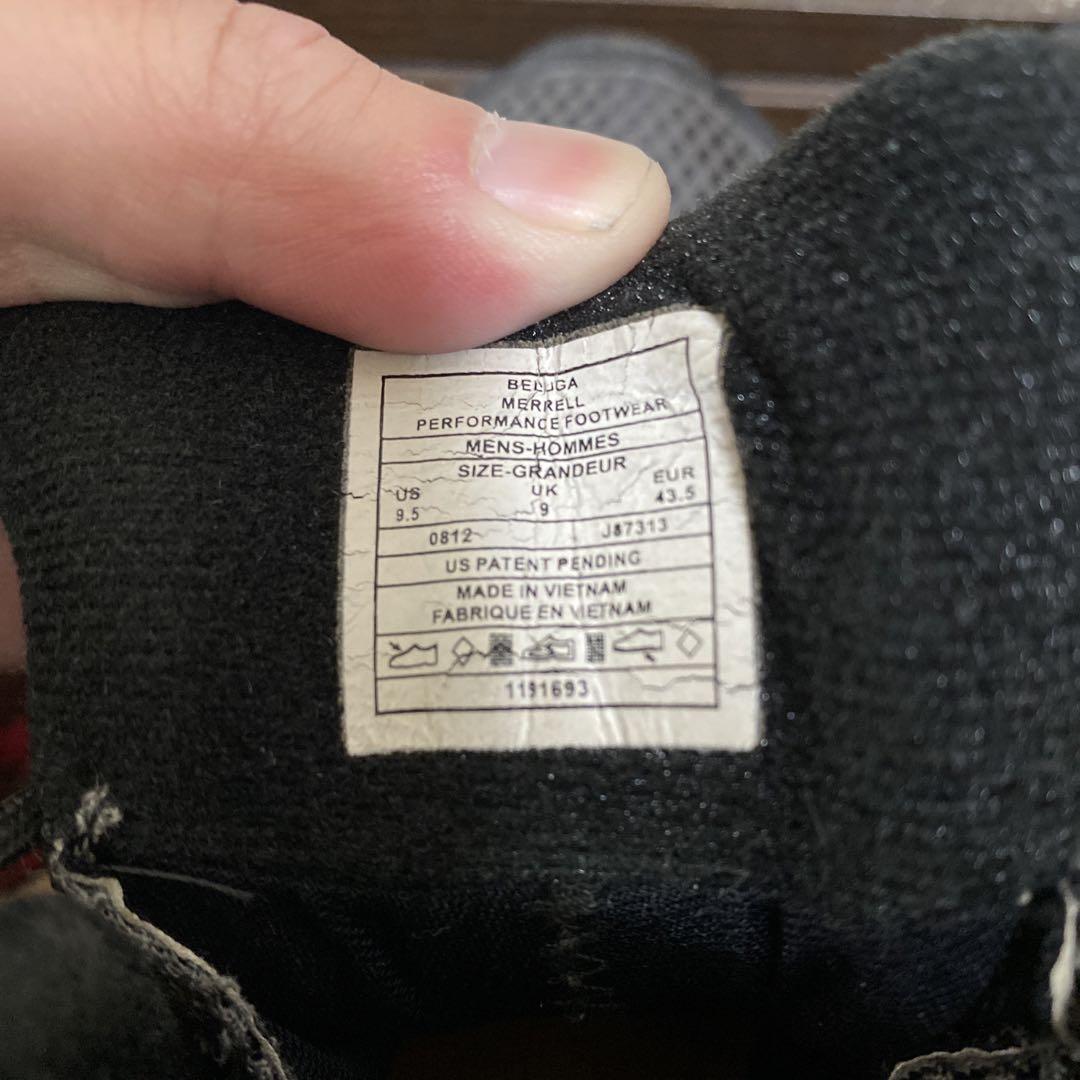 BELUGA
MERRELL
PERFORMANCE FOOTWEAR
MENS-HOMMES
SIZE-GRANDEUR
US UK EUR
9.5 9 43.5
0812 J87313
US PATENT PENDING
MADE IN VIETNAM
FABRIQUE EN VIETNAM
1191693